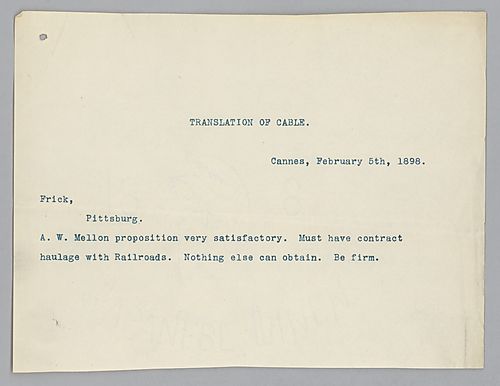 TRANSLATION OF CABLE.
Cannes, February 5th, 1898.
Frick,
Pittsburg.
A. W. Mellon proposition very satisfactory. Must have contract
haulage with Railroads. Nothing else can obtain. Be firm.